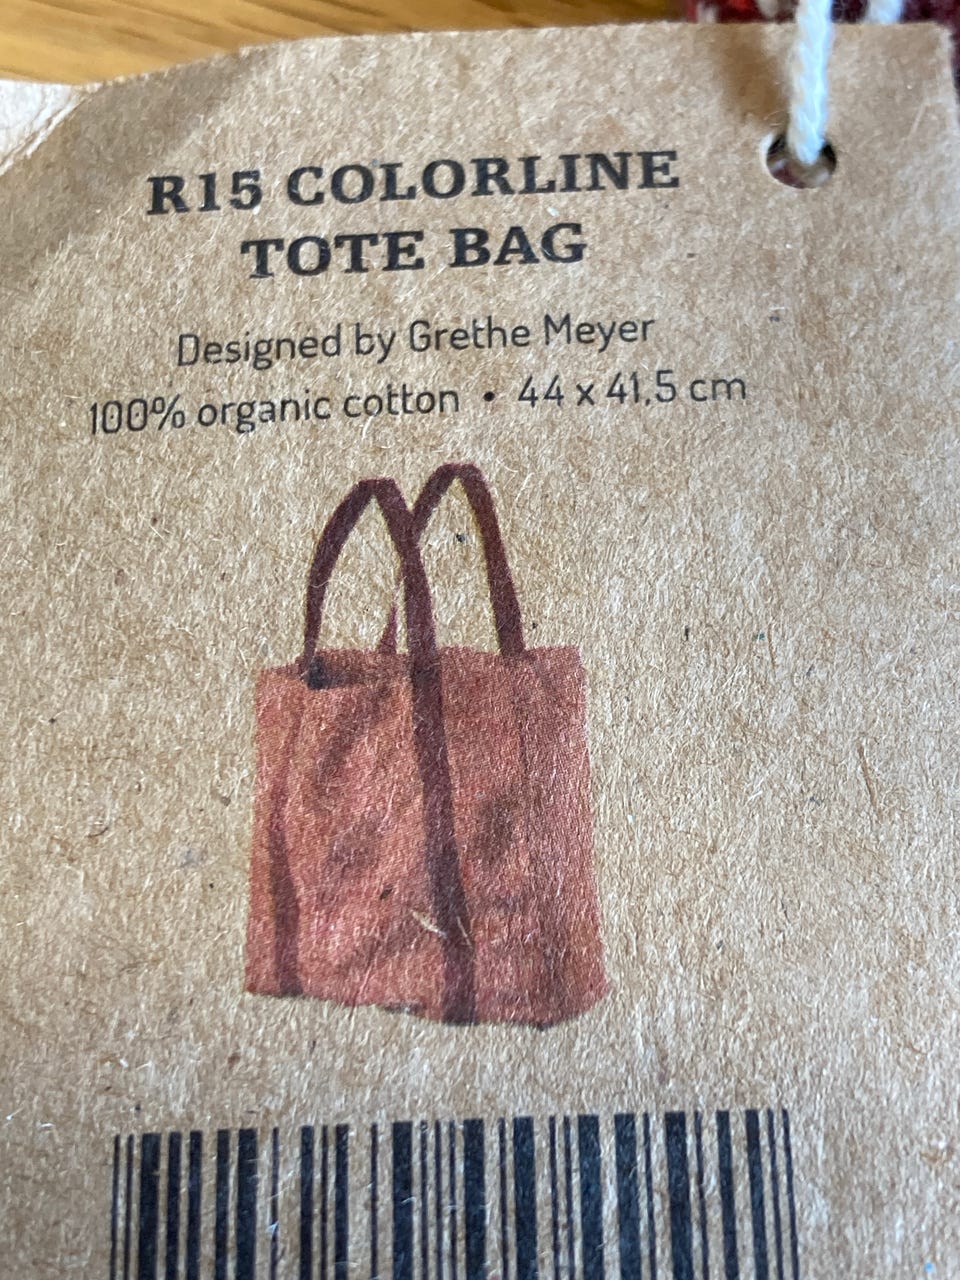 R15 COLORLINE
TOTE BAG
Designed by Grethe Meyer
100% organic cotton • 44 x 41,5 cm